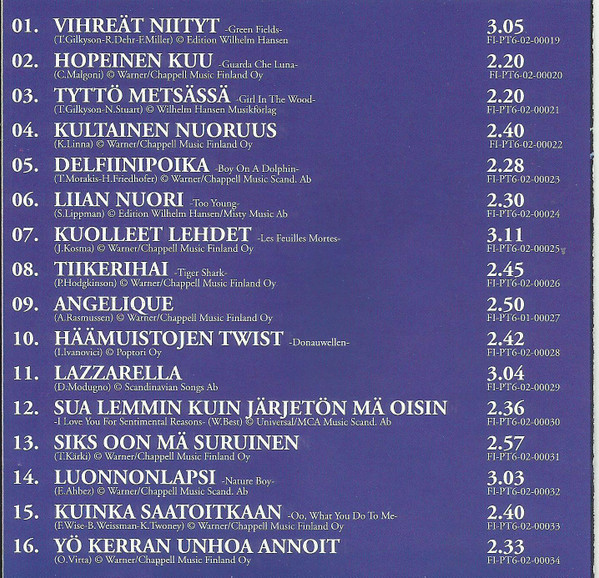 01. VIHREÄT NIITYT -Green Fields- 3.05
(T.Gilkyson-R.Dehr-F.Miller) © Edition Wilhelm Hansen FI-PT6-02-00019
02. HOPEINEN KUU -Guarda Che Luna- 2.20
(C.Malgoni) © Warner/Chappell Music Finland Oy FI-PT6-02-00020
03. TYTTÖ METSÄSSÄ -Girl In The Wood- 2.20
(T.Gilkyson-N.Stuart) © Wilhelm Hansen Musikförlag FI-PT6-02-00021
04. KULTAINEN NUORUUS 2.40
(K.Linna) © Warner/Chappell Music Finland Oy FI-PT6-02-00022
05. DELFIINIPOIKA -Boy On A Dolphin- 2.28
(T.Morakis-H.Friedhofer) © Warner/Chappell Music Scand. Ab FI-PT6-02-00023
06. LIIAN NUORI -Too Young- 2.30
(S.Lippman) © Edition Wilhelm Hansen/Misty Music Ab FI-PT6-02-00024
07. KUOLLEET LEHDET -Les Feuilles Mortes- 3.11
(J.Kosma) © Warner/Chappell Music Finland Oy FI-PT6-02-00025
08. TIIKERIHAI -Tiger Shark- 2.45
(P.Hodgkinson) © Warner/Chappell Music Finland Oy FI-PT6-02-00026
09. ANGELIQUE 2.50
(A.Rasmussen) © Warner/Chappell Music Finland Oy FI-PT6-01-00027
10. HÄÄMUISTOJEN TWIST -Donauwellen- 2.42
(I.Ivanovici) © Poptori Oy FI-PT6-02-00028
11. LAZZARELLA 3.04
(D.Modugno) © Scandinavian Songs Ab FI-PT6-02-00029
12. SUA LEMMIN KUIN JÄRJETÖN MÄ OISIN 2.36
-I Love You For Sentimental Reasons- (W.Best) © Universal/MCA Music Scand. Ab FI-PT6-02-00030
13. SIKS OON MÄ SURUINEN 2.57
(T.Kärki) © Warner/Chappell Music Finland Oy FI-PT6-02-00031
14. LUONNONLAPSI -Nature Boy- 3.03
(E.Ahbez) © Warner/Chappell Music Scand. Ab FI-PT6-02-00032
15. KUINKA SAATOITKAAN -Oo, What You Do To Me- 2.40
(F.Wise-B.Weissman-K.Twoney) © Warner/Chappell Music Finland Oy FI-PT6-02-00033
16. YÖ KERRAN UNHOA ANNOIT 2.33
(O.Virta) © Warner/Chappell Music Finland Oy FI-PT6-02-00034